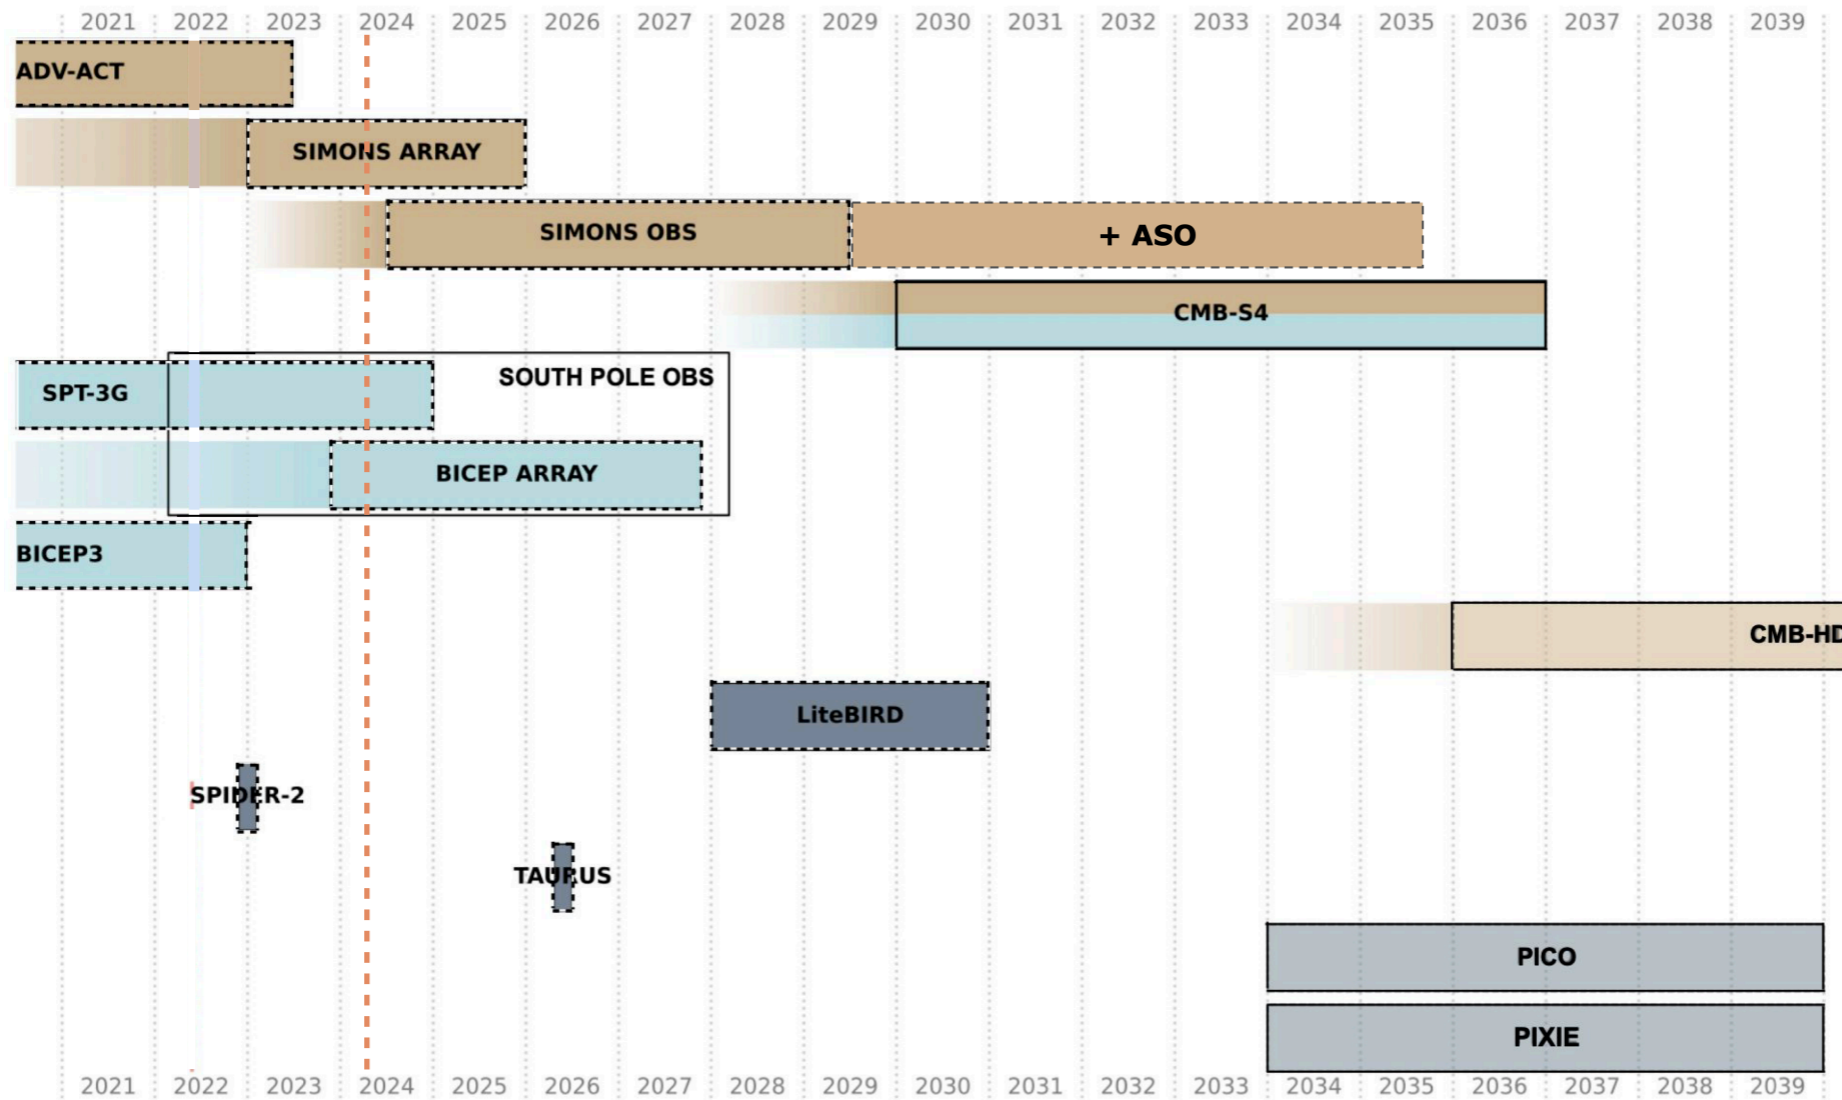 2021 2022 2023 2024 2025 2026 2027 2028 2029 2030 2031 2032 2033 2034 2035 2036 2037 2038 2039
ADV-ACT
SIMONS ARRAY
SIMONS OBS
+ ASO
CMB-S4
SOUTH POLE OBS
SPT-3G
BICEP ARRAY
BICEP3
CMB-HD
LiteBIRD
SPIDER-2
TAURUS
PICO
PIXIE
2021 2022 2023 2024 2025 2026 2027 2028 2029 2030 2031 2032 2033 2034 2035 2036 2037 2038 2039